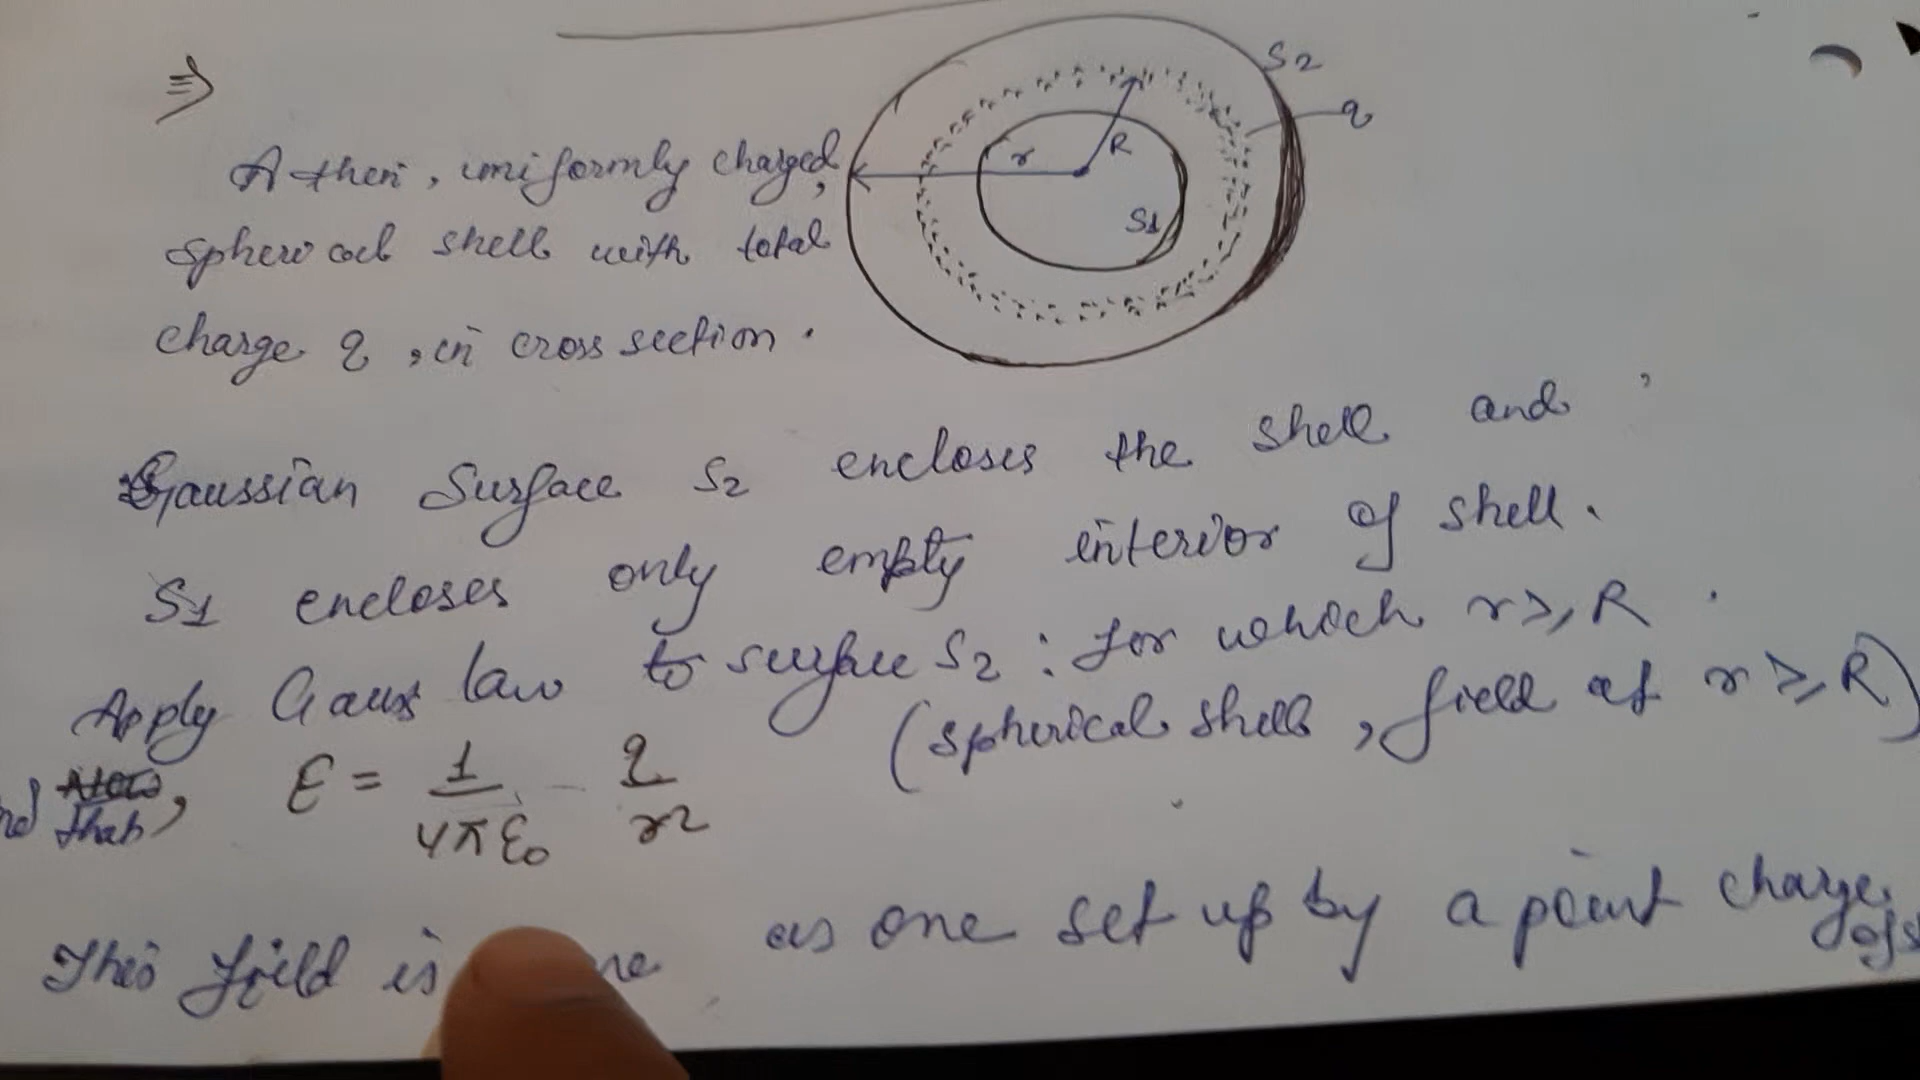 ⇒
S2
q
R
r
S1
A thin, uniformly charged,
spherical shell with total
charge q, in cross section.
Gaussian Surface S2 encloses the shell and
S1 encloses only empty interior of shell.
Apply Gauss law to surface S2: for which r≥R.
that, E = 1/4πε0 q/r2 (spherical shell, field at r≥R)
This field is as one set up by a point charge